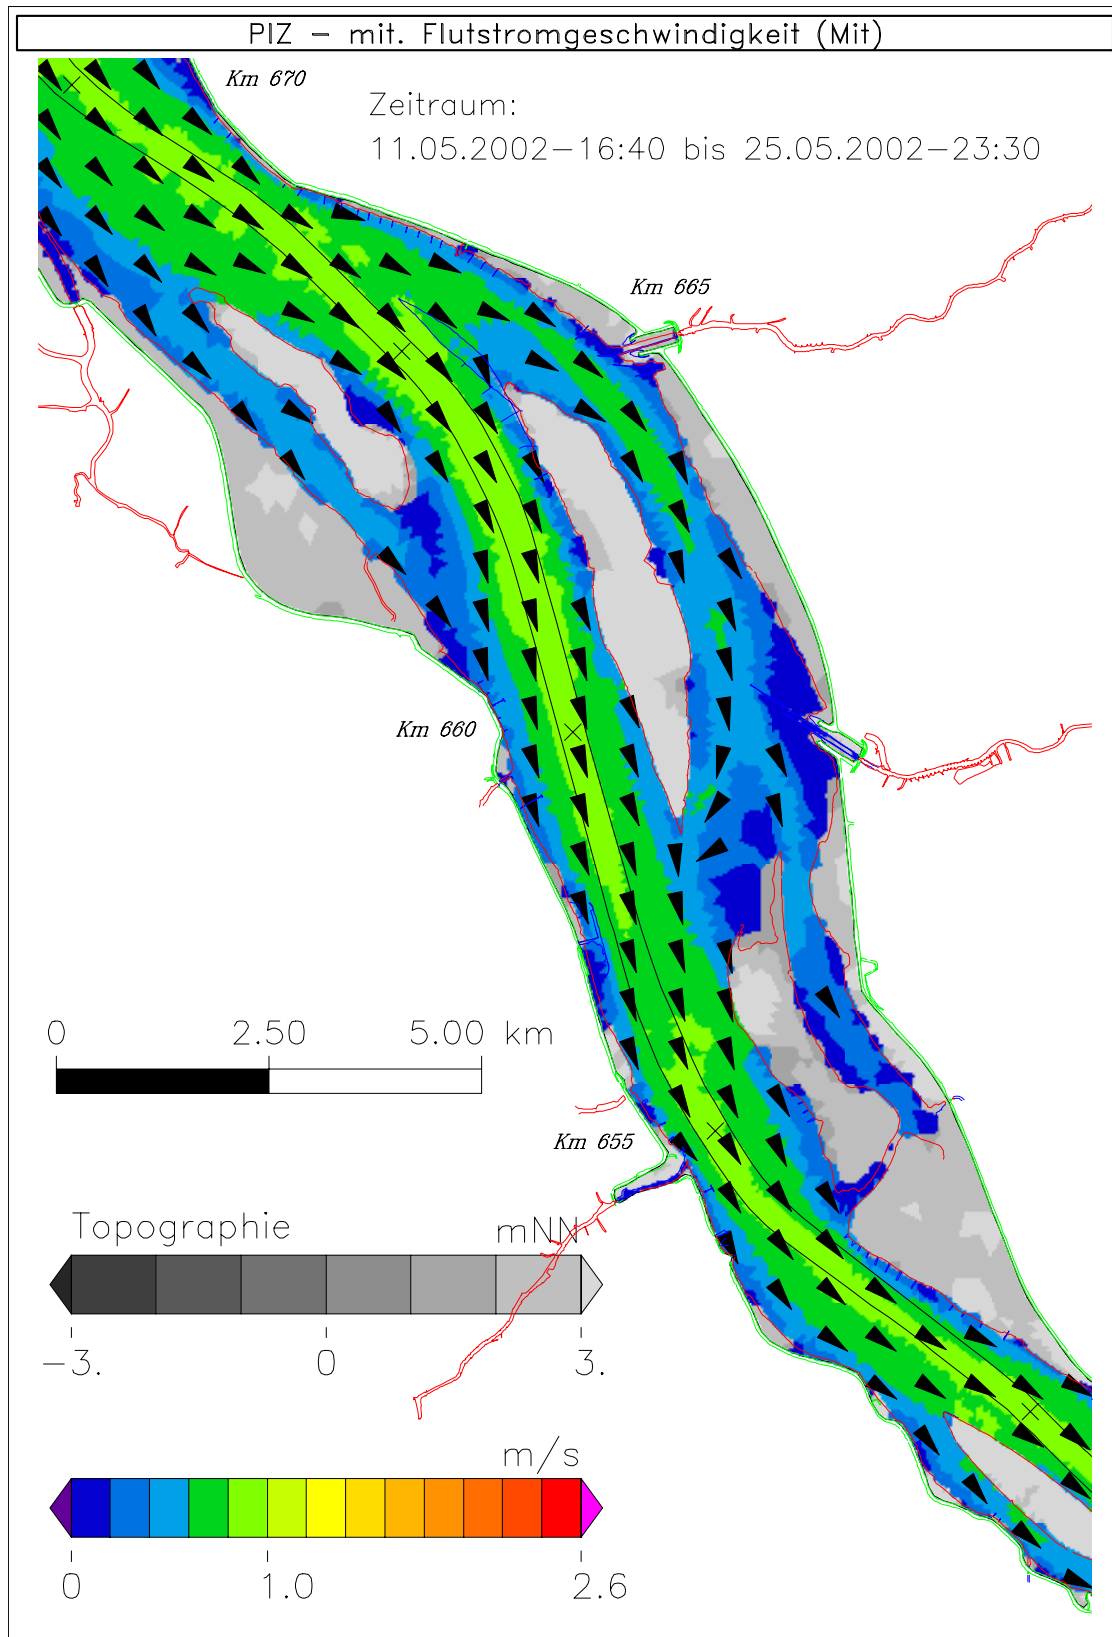 PIZ - mit. Flutstromgeschwindigkeit (Mit)
Km 670
Zeitraum:
11.05.2002-16:40 bis 25.05.2002-23:30
Km 665
Km 660
0 2.50 5.00 km
Km 655
Topographie mNN
-3. 0 3.
m/s
0 1.0 2.6